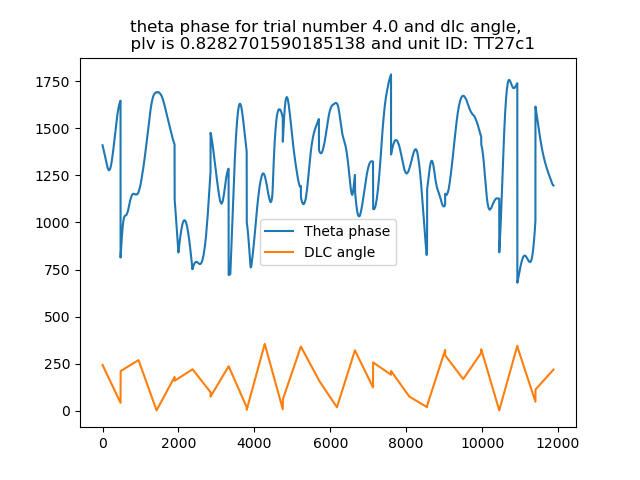 theta phase for trial number 4.0 and dlc angle,
plv is 0.8282701590185138 and unit ID: TT27c1
1750
1500
1250
1000
750
500
250
0
Theta phase
DLC angle
0 2000 4000 6000 8000 10000 12000